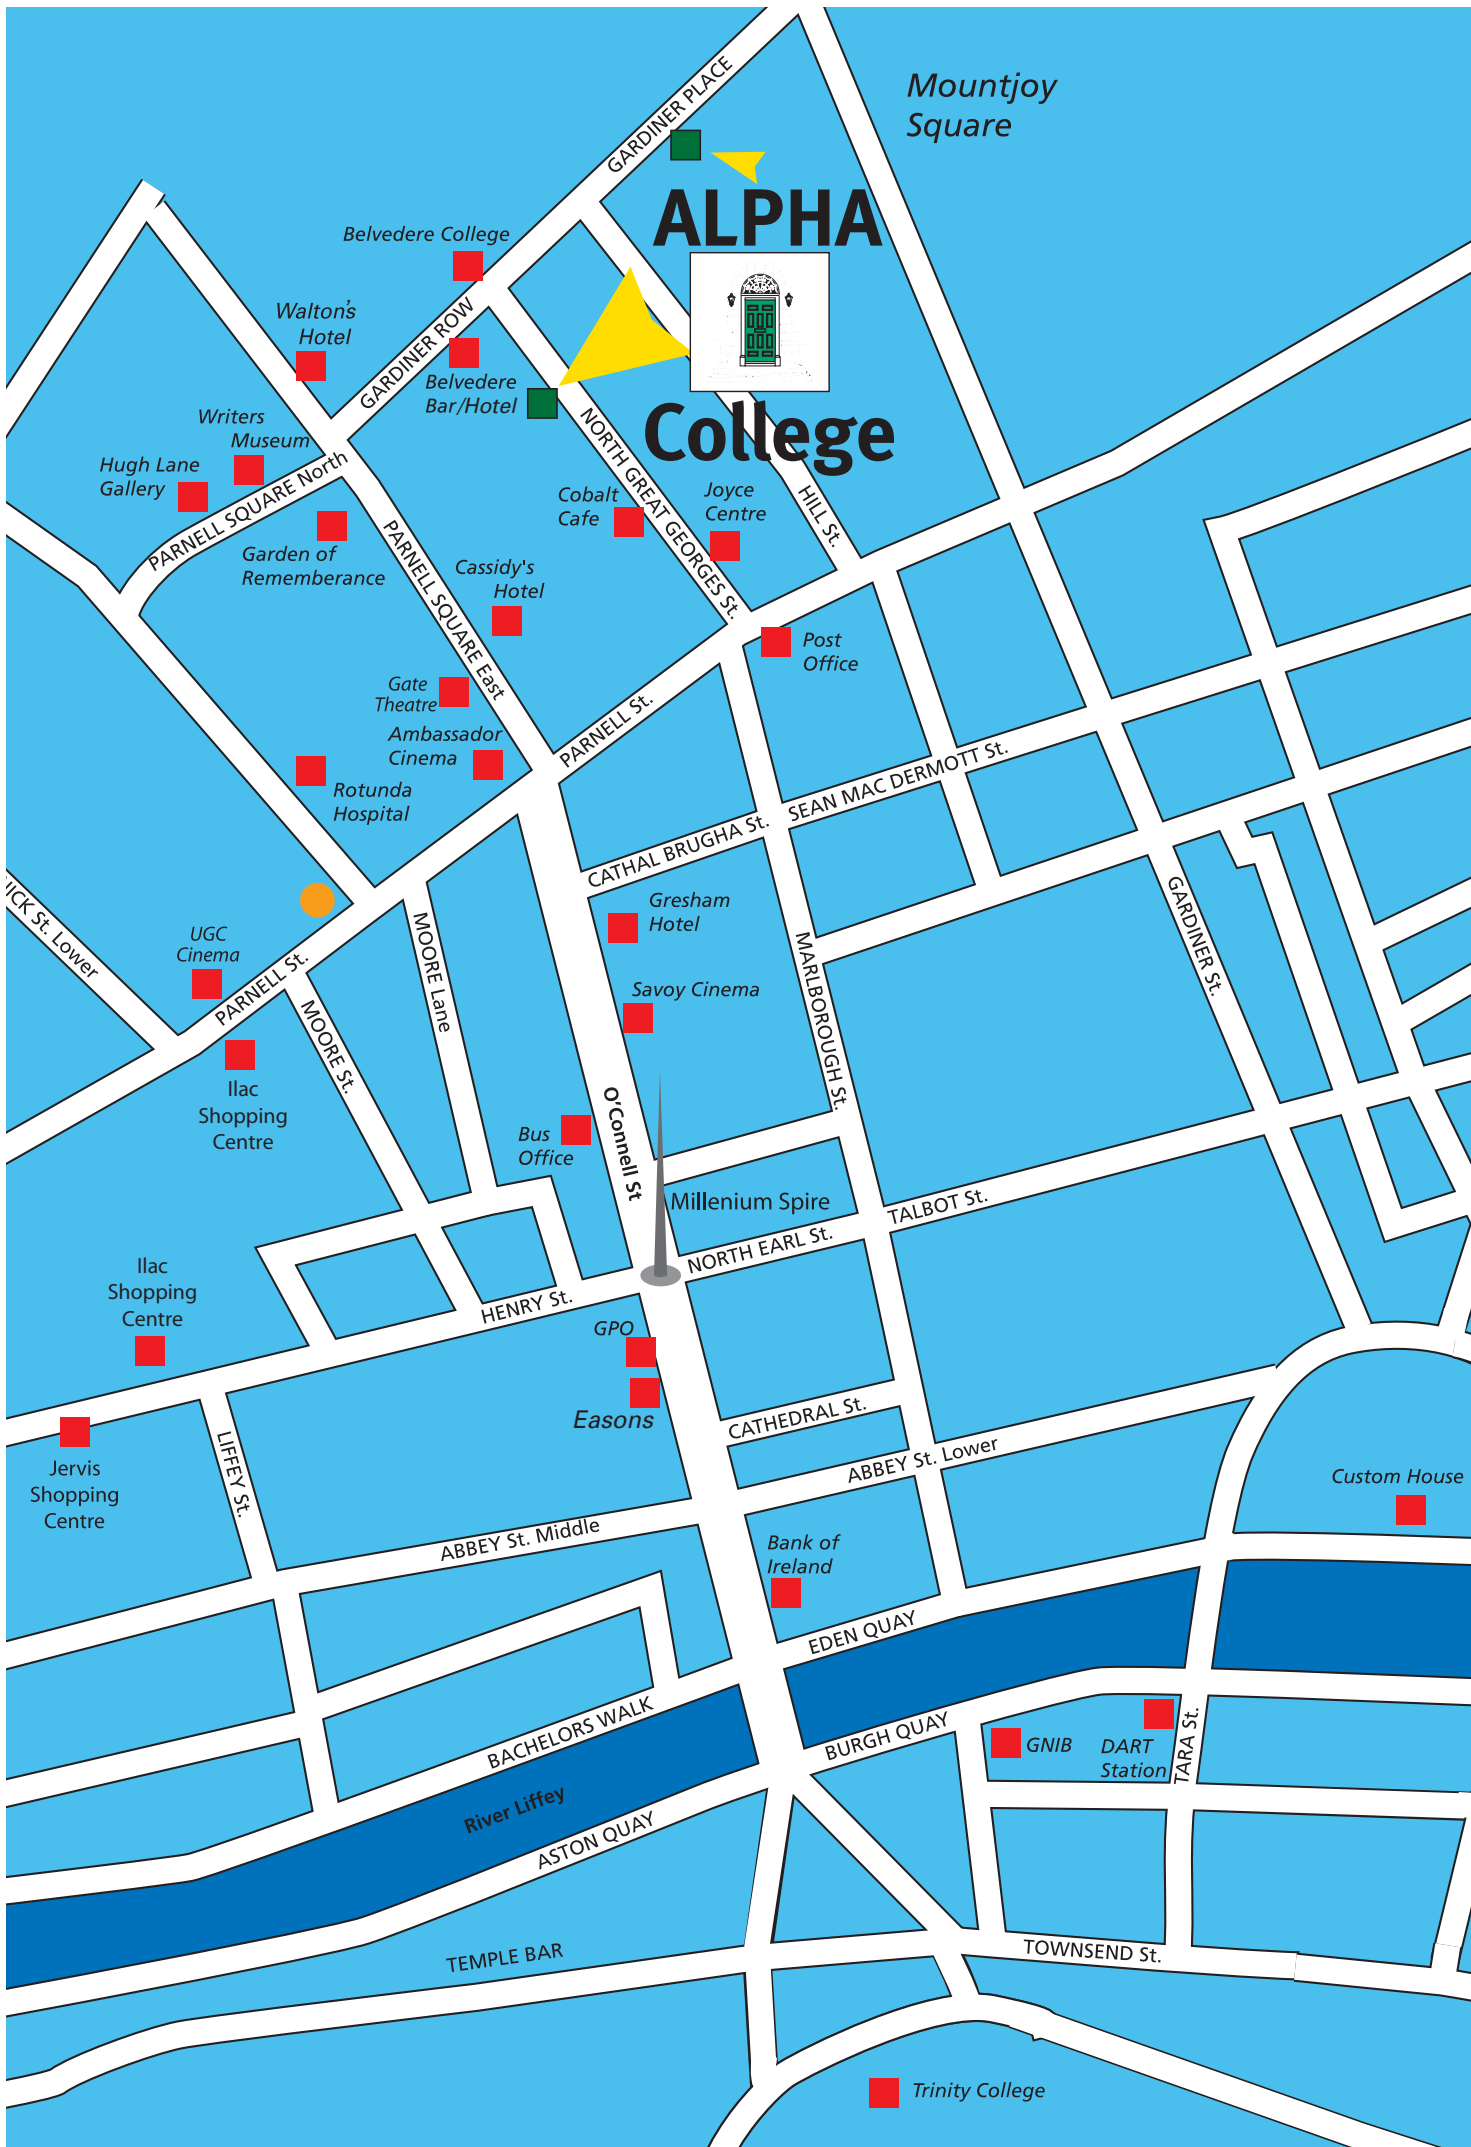 GARDINER PLACE
Mountjoy
Square
ALPHA
College
Belvedere College
Walton's
Hotel
GARDINER ROW
Belvedere
Bar/Hotel
Writers
Museum
Hugh Lane
Gallery
PARNELL SQUARE North
Garden of
Rememberance
PARNELL SQUARE East
NORTH GREAT GEORGES St.
Cobalt
Cafe
Joyce
Centre
HILL St.
Cassidy's
Hotel
Post
Office
Gate
Theatre
Ambassador
Cinema
PARNELL St.
Rotunda
Hospital
CATHAL BRUGHA St.
SEAN MAC DERMOTT St.
UICK St. Lower
UGC
Cinema
PARNELL St.
MOORE Lane
MOORE St.
Gresham
Hotel
Savoy Cinema
MARLBOROUGH St.
GARDINER St.
Ilac
Shopping
Centre
Bus
Office
O'Connell St
Millenium Spire
NORTH EARL St.
TALBOT St.
Ilac
Shopping
Centre
HENRY St.
GPO
Easons
CATHEDRAL St.
ABBEY St. Lower
Jervis
Shopping
Centre
LIFFEY St.
ABBEY St. Middle
Custom House
Bank of
Ireland
EDEN QUAY
BACHELORS WALK
BURGH QUAY
GNIB
DART
Station
TARA St.
River Liffey
ASTON QUAY
TEMPLE BAR
TOWNSEND St.
Trinity College